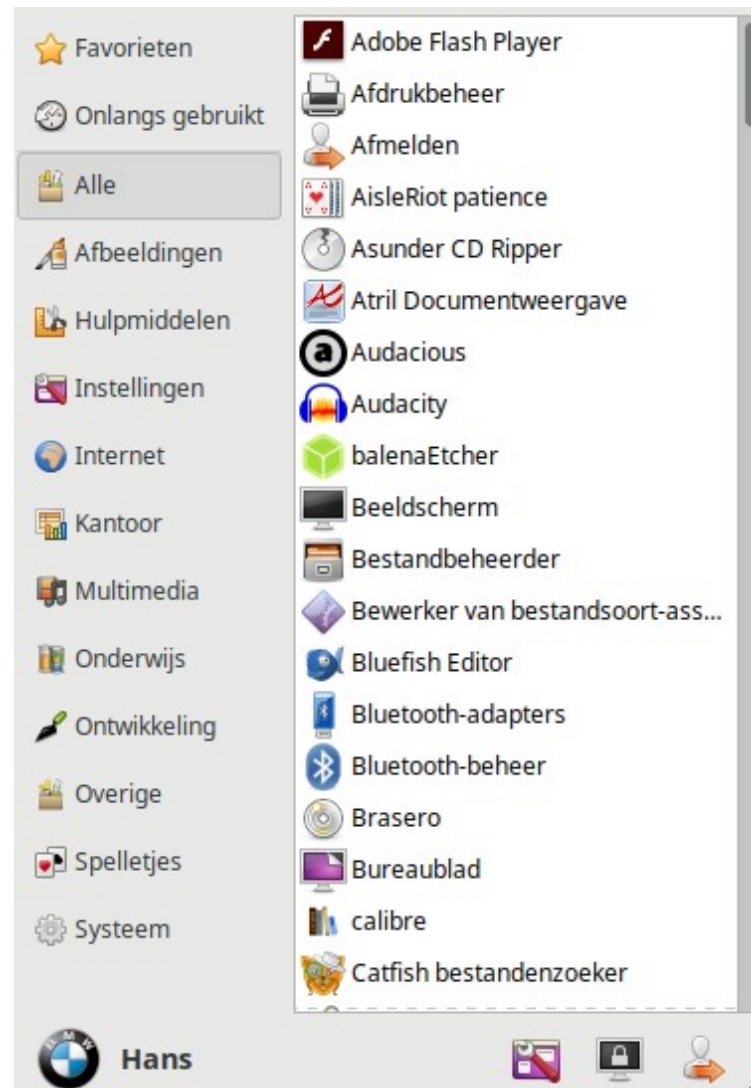 Favorieten
Onlangs gebruikt
Alle
Afbeeldingen
Hulpmiddelen
Instellingen
Internet
Kantoor
Multimedia
Onderwijs
Ontwikkeling
Overige
Spelletjes
Systeem
Adobe Flash Player
Afdrukbeheer
Afmelden
AisleRiot patience
Asunder CD Ripper
Atril Documentweergave
Audacious
Audacity
balenaEtcher
Beeldscherm
Bestandbeheerder
Bewerker van bestandsoort-ass...
Bluefish Editor
Bluetooth-adapters
Bluetooth-beheer
Brasero
Bureaublad
calibre
Catfish bestandenzoeker
BMW
Hans